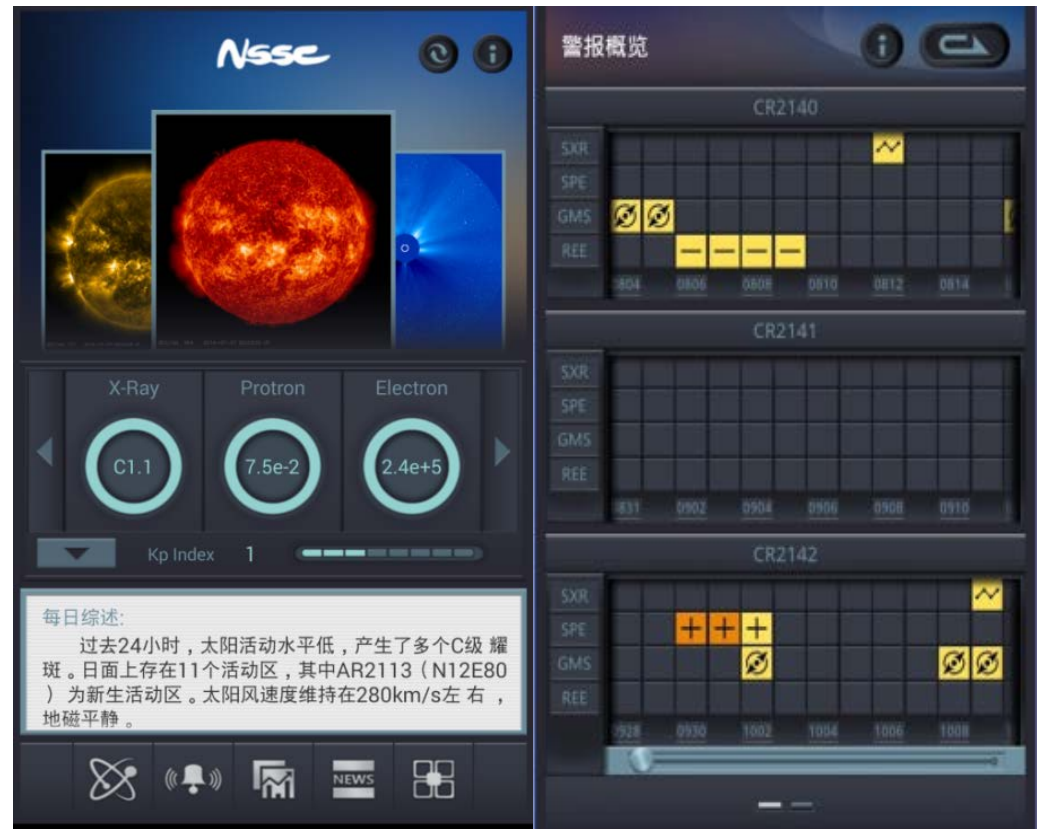 Nssc
X-Ray
Protron
Electron
C1.1
7.5e-2
2.4e+5
Kp Index 1
每日综述:
过去24小时，太阳活动水平低，产生了多个C级 耀
斑。日面上存在11个活动区，其中AR2113（N12E80
）为新生活动区。太阳风速度维持在280km/s左 右 ，
地磁平静 。
NEWS
警报概览
CR2140
SXR
SPE
GMS
REE
0804 0806 0808 0810 0812 0814
CR2141
SXR
SPE
GMS
REE
0831 0902 0904 0906 0908 0910
CR2142
SXR
SPE
GMS
REE
0928 0930 1002 1004 1006 1008